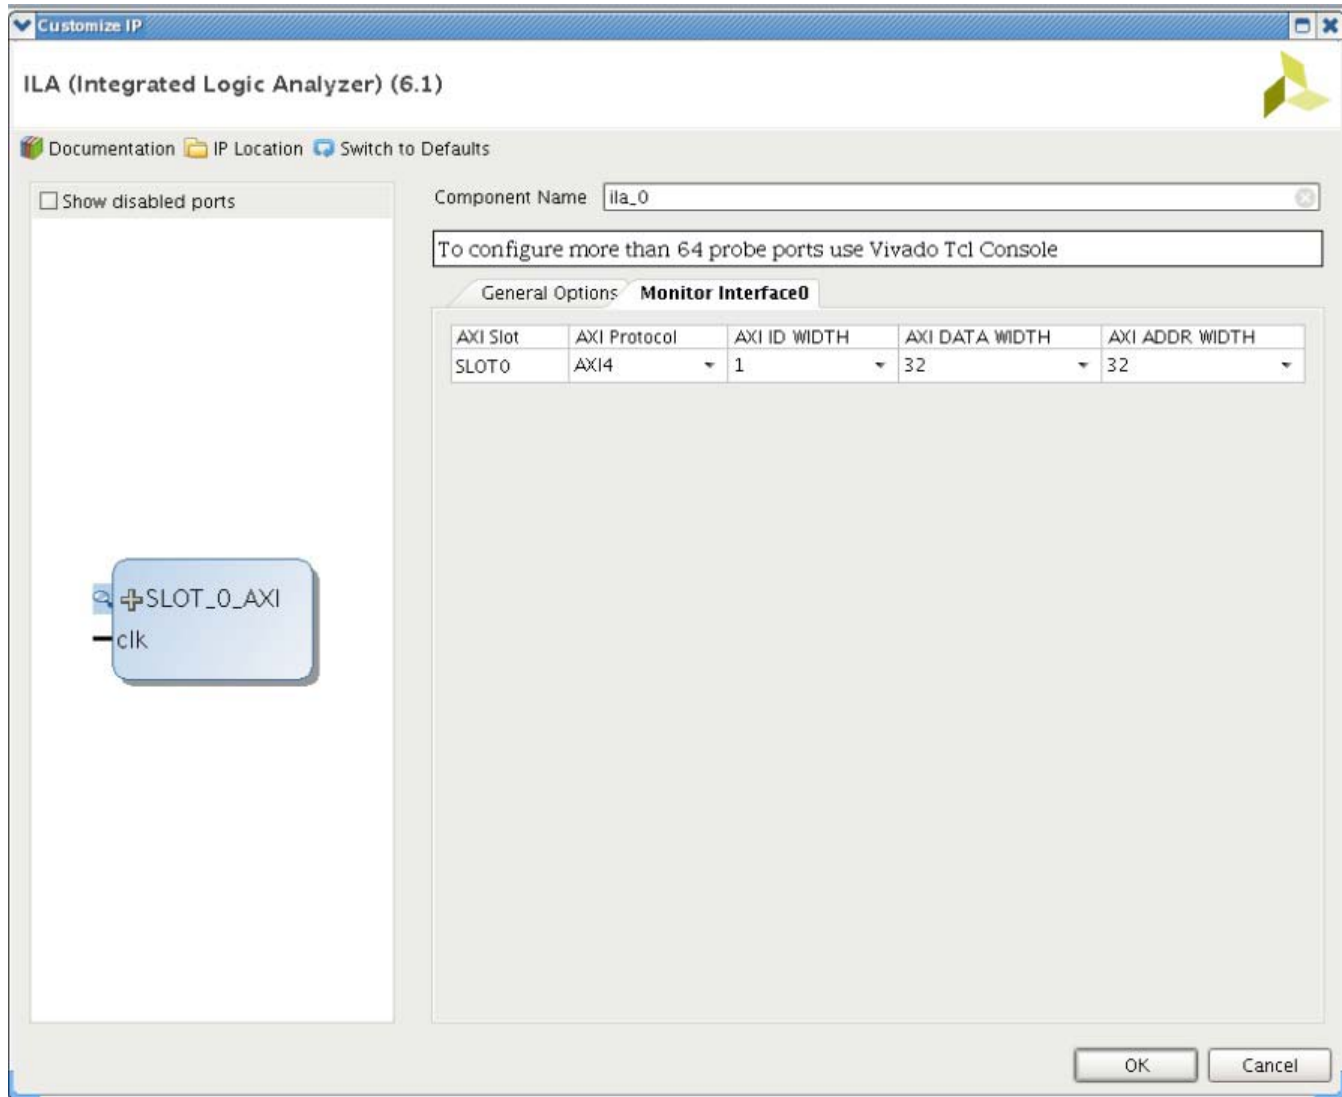 Customize IP
ILA (Integrated Logic Analyzer) (6.1)
Documentation IP Location Switch to Defaults
Show disabled ports
Component Name ila_0
To configure more than 64 probe ports use Vivado Tcl Console
General Options Monitor Interface0
AXI Slot AXI Protocol AXI ID WIDTH AXI DATA WIDTH AXI ADDR WIDTH
SLOT0 AXI4 1 32 32
SLOT_0_AXI
clk
OK Cancel